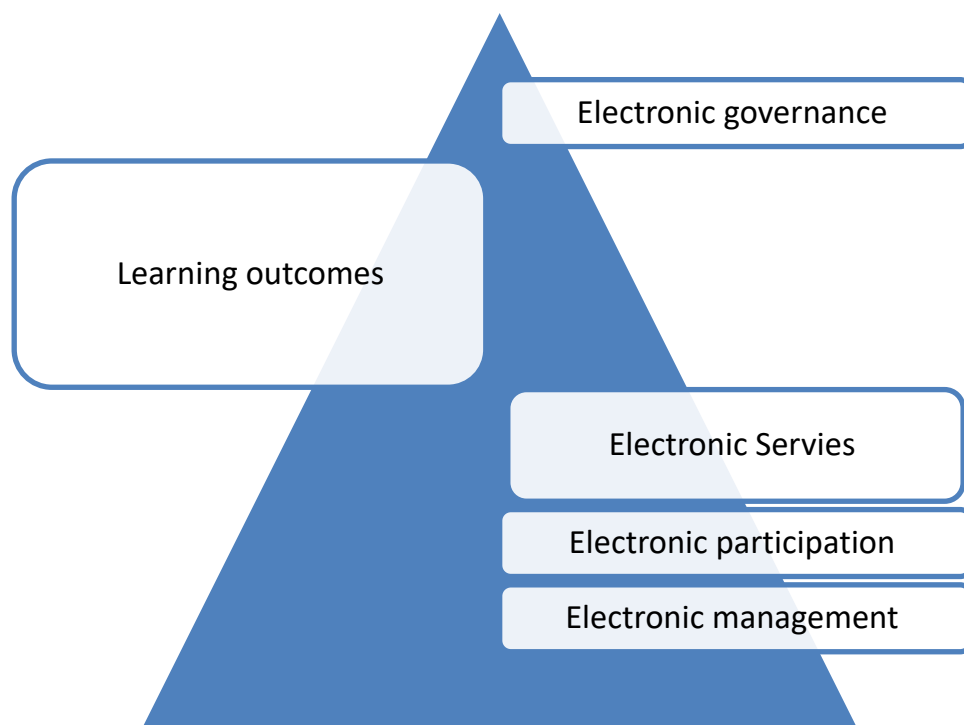 Electronic governance
Learning outcomes
Electronic Servies
Electronic participation
Electronic management